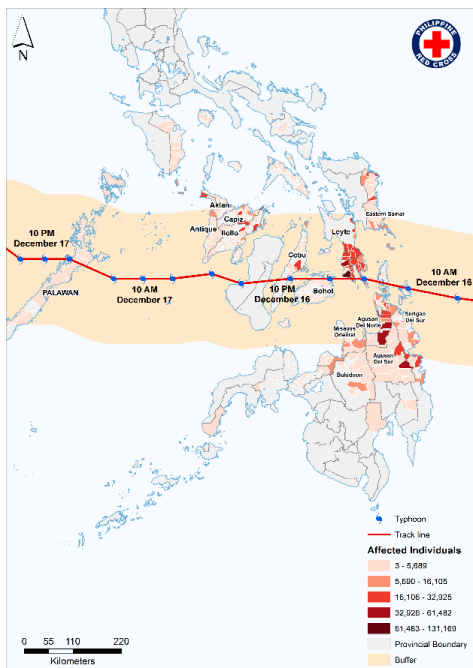 PHILIPPINE
RED CROSS
N
Aklan
Capiz
Antique
Iloilo
Eastern Samar
Leyte
Cebu
10 PM
December 17
10 AM
December 16
PALAWAN
10 AM
December 17
10 PM
December 16
Bohol
Surigao
Del Sur
Agusan
Del Norte
Misamis
Oriental
Agusan
Del Sur
Bukidnon
Typhoon
Track line
Affected Individuals
3 - 5,689
5,690 - 16,105
16,106 - 32,925
32,926 - 61,482
61,483 - 131,169
Provincial Boundary
Buffer
0 55 110 220
Kilometers